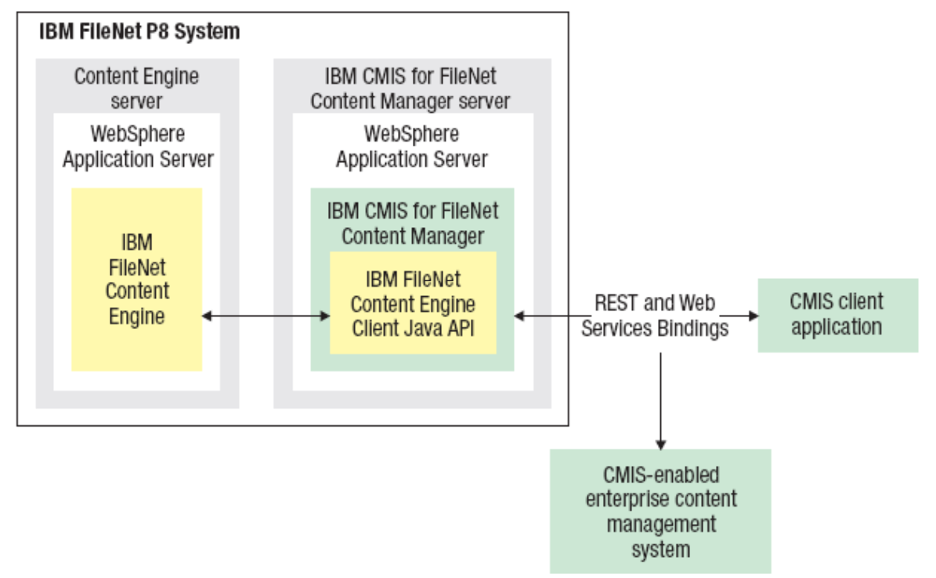 IBM FileNet P8 System
Content Engine
server
WebSphere
Application Server
IBM
FileNet
Content
Engine
IBM CMIS for FileNet
Content Manager server
WebSphere
Application Server
IBM CMIS for FileNet
Content Manager
IBM FileNet
Content Engine
Client Java API
REST and Web
Services Bindings
CMIS client
application
CMIS-enabled
enterprise content
management
system